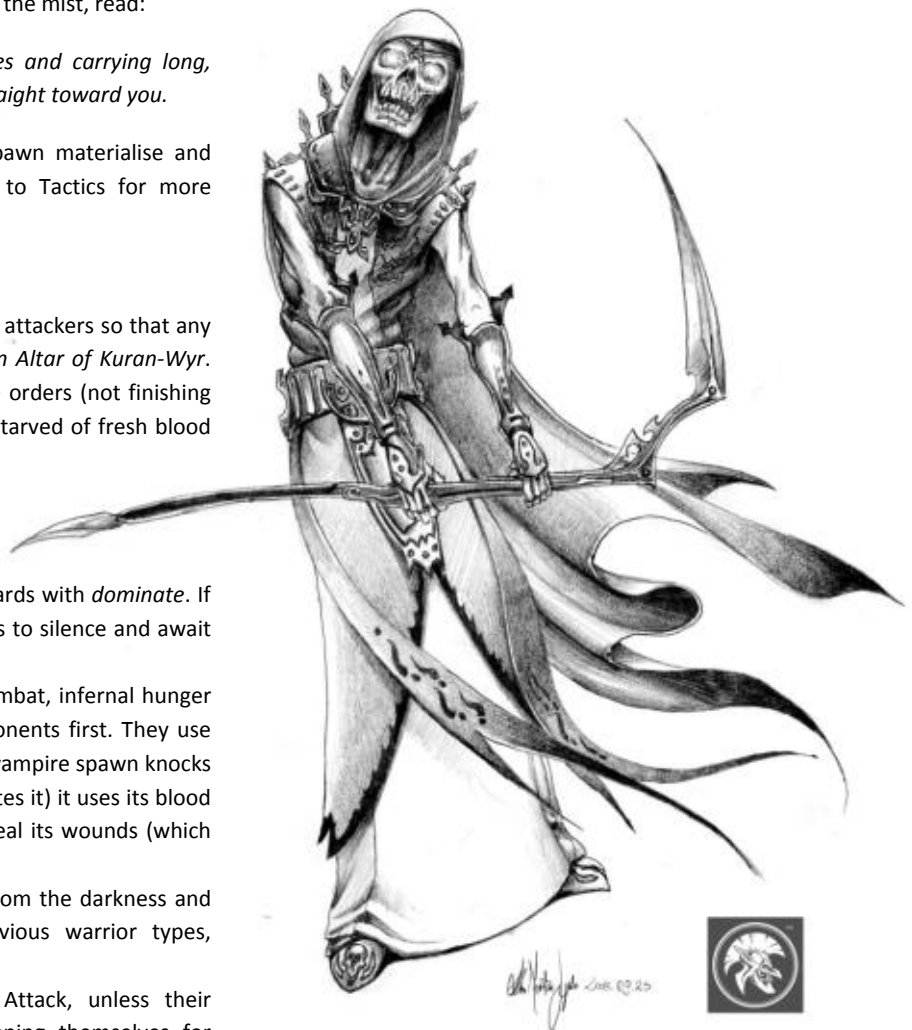 the mist, read:
es and carrying long,
aight toward you.
pawn materialise and
to Tactics for more
attackers so that any
n Altar of Kuran-Wyr.
orders (not finishing
tarved of fresh blood
ards with dominate. If
s to silence and await
mbat, infernal hunger
onents first. They use
vampire spawn knocks
tes it) it uses its blood
eal its wounds (which
om the darkness and
vious warrior types,
Attack, unless their
ning themselves for